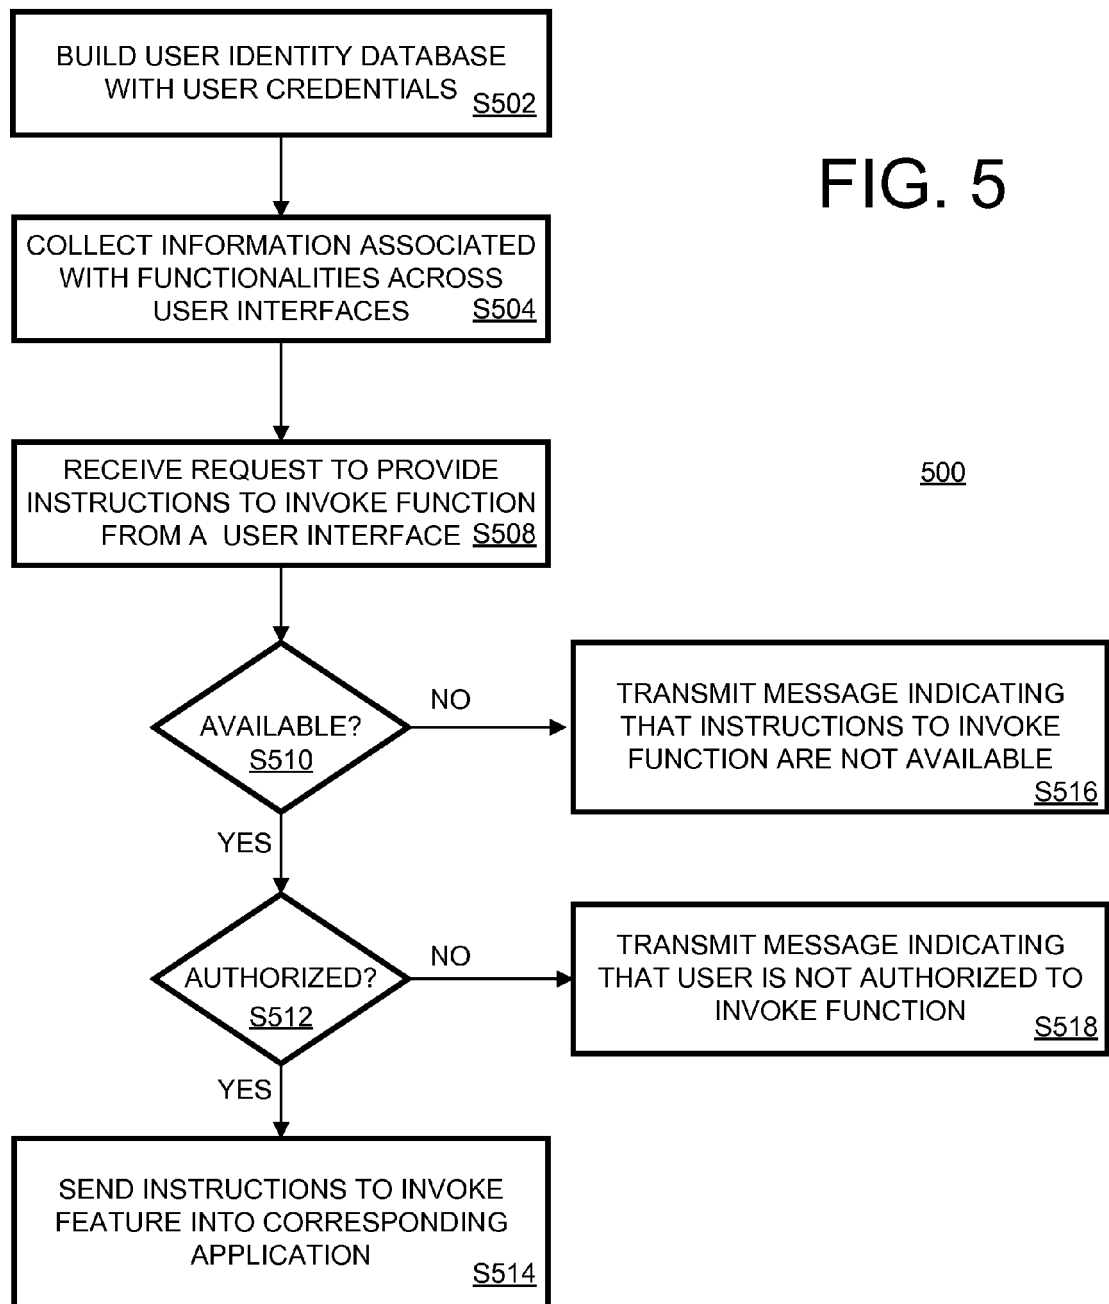 BUILD USER IDENTITY DATABASE
WITH USER CREDENTIALS
S502
FIG. 5
COLLECT INFORMATION ASSOCIATED
WITH FUNCTIONALITIES ACROSS
USER INTERFACES
S504
RECEIVE REQUEST TO PROVIDE
INSTRUCTIONS TO INVOKE FUNCTION
FROM A USER INTERFACE
S508
500
AVAILABLE?
S510
NO
TRANSMIT MESSAGE INDICATING
THAT INSTRUCTIONS TO INVOKE
FUNCTION ARE NOT AVAILABLE
S516
YES
AUTHORIZED?
S512
NO
TRANSMIT MESSAGE INDICATING
THAT USER IS NOT AUTHORIZED TO
INVOKE FUNCTION
S518
YES
SEND INSTRUCTIONS TO INVOKE
FEATURE INTO CORRESPONDING
APPLICATION
S514